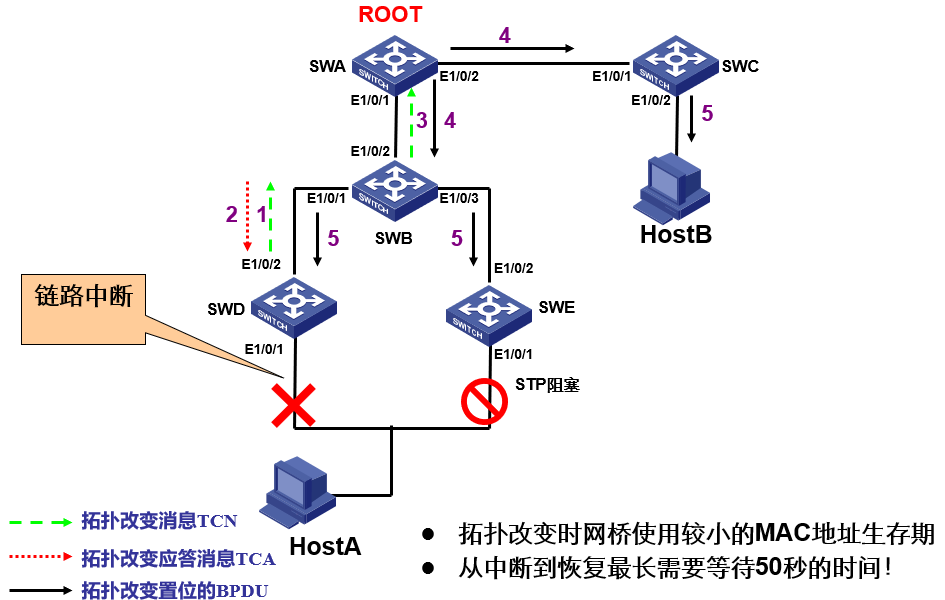 ROOT
4
SWA
SWC
SWITCH
SWITCH
E1/0/2
E1/0/1
E1/0/1
E1/0/2
3
4
5
E1/0/2
SWITCH
HostB
2
1
E1/0/1
E1/0/3
5
SWB
5
E1/0/2
E1/0/2
链路中断
SWD
SWITCH
SWITCH
SWE
E1/0/1
E1/0/1
STP阻塞
HostA
拓扑改变消息TCN
拓扑改变应答消息TCA
拓扑改变置位的BPDU
● 拓扑改变时网桥使用较小的MAC地址生存期
● 从中断到恢复最长需要等待50秒的时间！